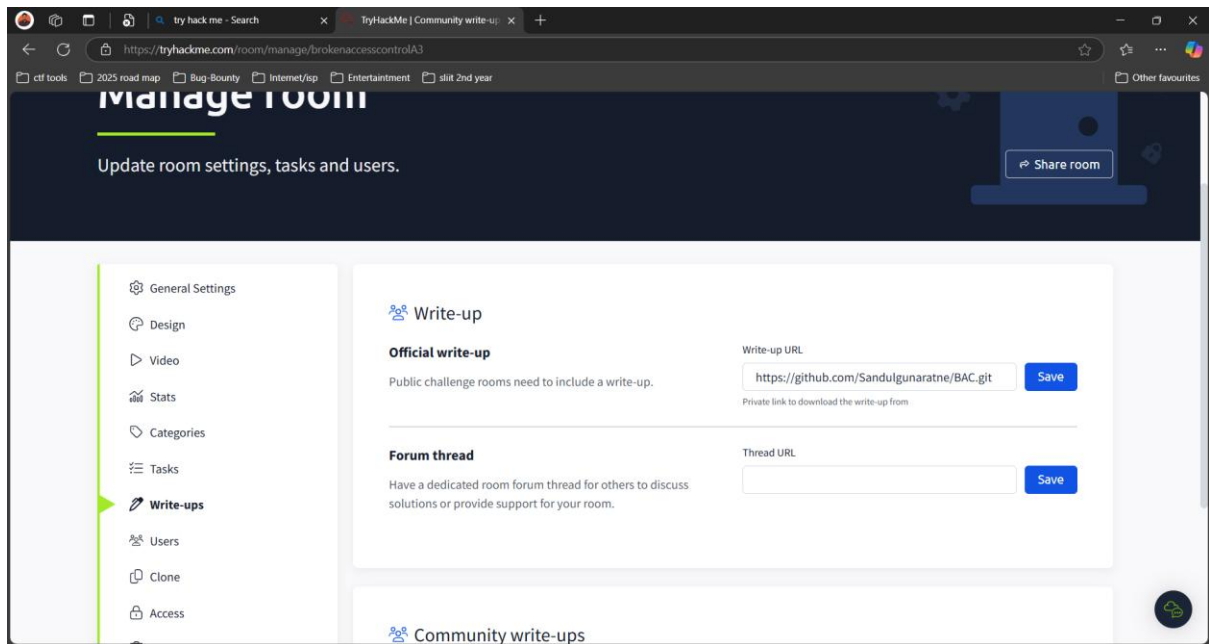 try hack me - Search
TryHackMe | Community write-up
https://tryhackme.com/room/manage/brokenaccesscontrolA3
ctf tools
2025 road map
Bug-Bounty
Internet/isp
Entertaintment
sliit 2nd year
Other favourites
Manage room
Update room settings, tasks and users.
Share room
General Settings
Design
Video
Stats
Categories
Tasks
Write-ups
Users
Clone
Access
Write-up
Official write-up
Public challenge rooms need to include a write-up.
Write-up URL
https://github.com/Sandulgunaratne/BAC.git
Save
Private link to download the write-up from
Forum thread
Have a dedicated room forum thread for others to discuss
solutions or provide support for your room.
Thread URL
Save
Community write-ups